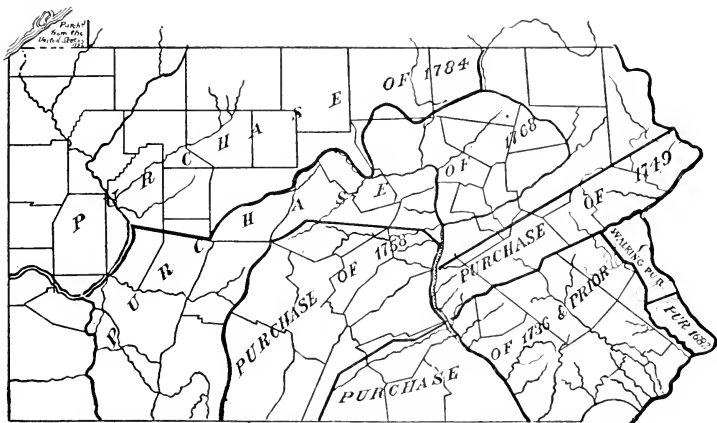 Purch'd
from the
United States
1792
PURCHASE OF 1784
PURCHASE OF 1768
PURCHASE OF 1758
PURCHASE OF 1749
PURCHASE OF 1736 & PRIOR
WALKING PUR.
PUR 1682